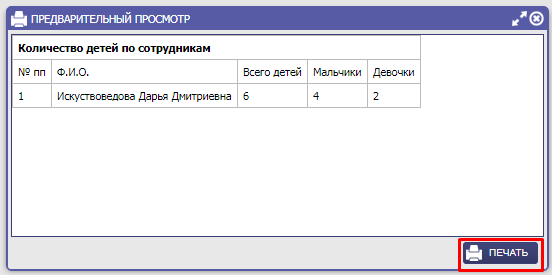 ПРЕДВАРИТЕЛЬНЫЙ ПРОСМОТР
Количество детей по сотрудникам
№ пп Ф.И.О. Всего детей Мальчики Девочки
1 Искуствоведова Дарья Дмитриевна 6 4 2
ПЕЧАТЬ